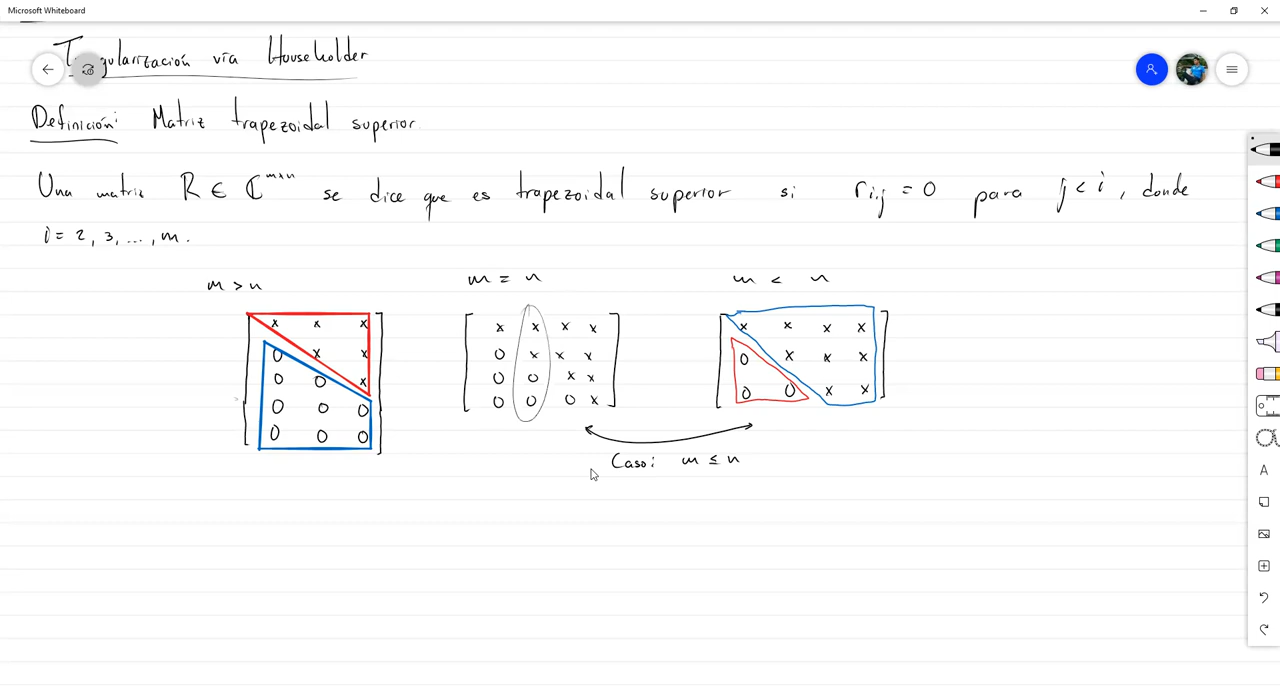 Microsoft Whiteboard
Triangularización vía Householder
Definición: Matriz trapezoidal superior.
Una matriz R ∈ ℂ^{m×n} se dice que es trapezoidal superior si r_{ij} = 0 para j < i, donde
i = 2, 3, ..., m.
m > n m = n m < n
x x x x x x x x x x x
0 x x 0 x x x 0 x x x
0 0 x 0 0 x x 0 0 x x
0 0 0 0 0 0 x
0 0 0
Caso: m ≤ n
A